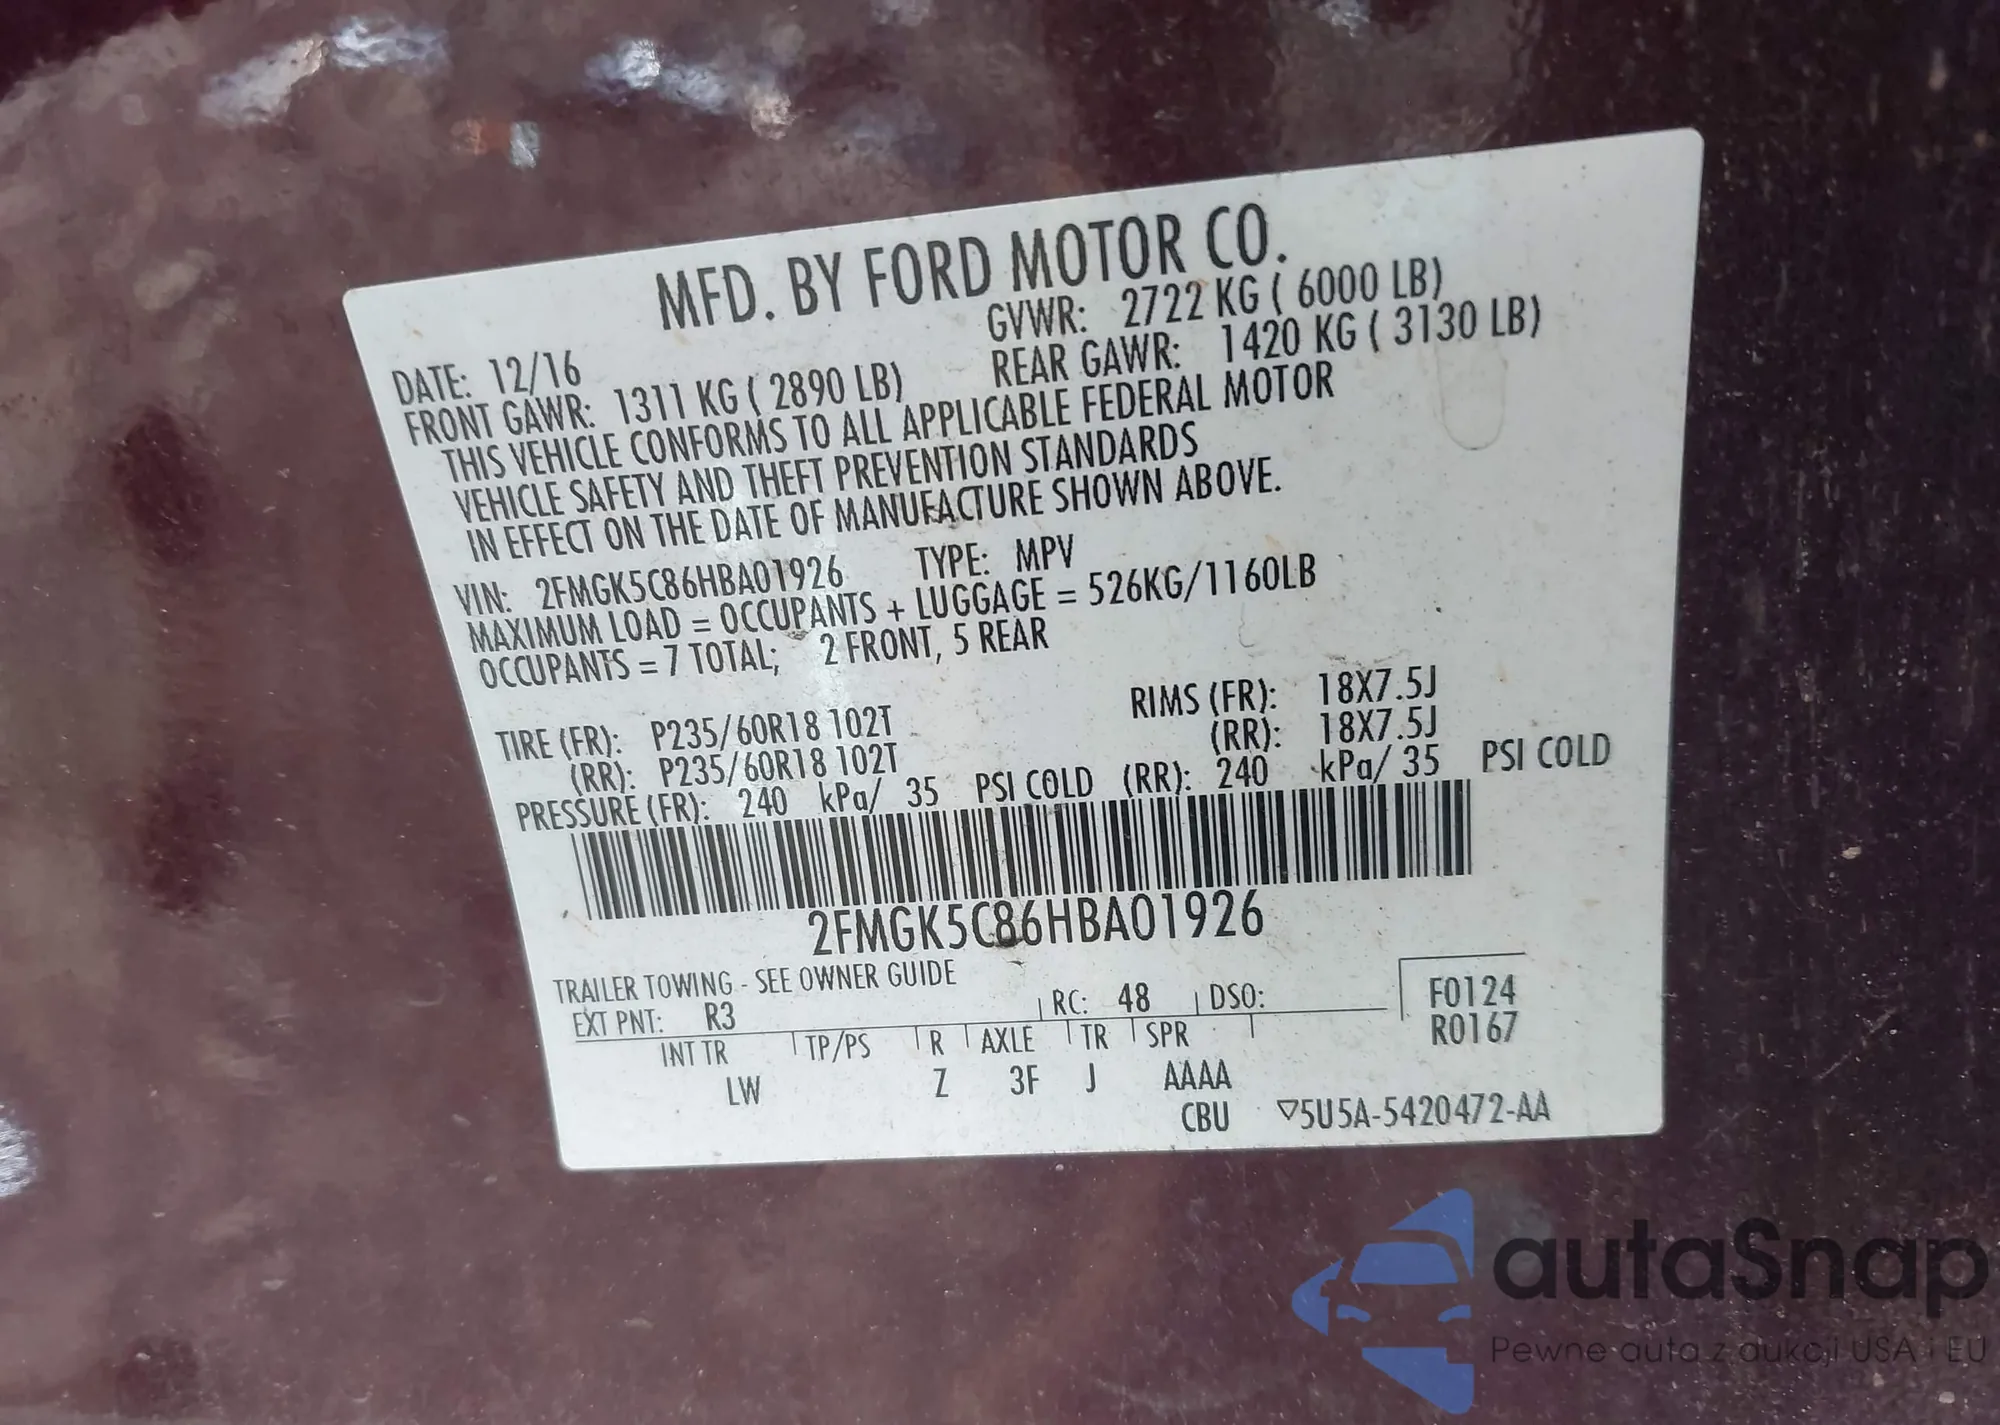 MFD. BY FORD MOTOR CO.
DATE: 12/16 GVWR: 2722 KG ( 6000 LB)
FRONT GAWR: 1311 KG ( 2890 LB) REAR GAWR: 1420 KG ( 3130 LB)
THIS VEHICLE CONFORMS TO ALL APPLICABLE FEDERAL MOTOR
VEHICLE SAFETY AND THEFT PREVENTION STANDARDS
IN EFFECT ON THE DATE OF MANUFACTURE SHOWN ABOVE.
VIN: 2FMGK5C86HBA01926 TYPE: MPV
MAXIMUM LOAD = OCCUPANTS + LUGGAGE = 526KG/1160LB
OCCUPANTS = 7 TOTAL; 2 FRONT, 5 REAR
TIRE (FR): P235/60R18 102T RIMS (FR): 18X7.5J
(RR): P235/60R18 102T (RR): 18X7.5J
PRESSURE (FR): 240 kPa/ 35 PSI COLD (RR): 240 kPa/ 35 PSI COLD
2FMGK5C86HBA01926
TRAILER TOWING - SEE OWNER GUIDE
EXT PNT: R3 RC: 48 DSO: F0124
INT TR TP/PS R AXLE TR SPR R0167
LW Z 3F J AAAA
CBU ▽5U5A-5420472-AA
autaSnap
Pewne auta z aukcji USA i EU